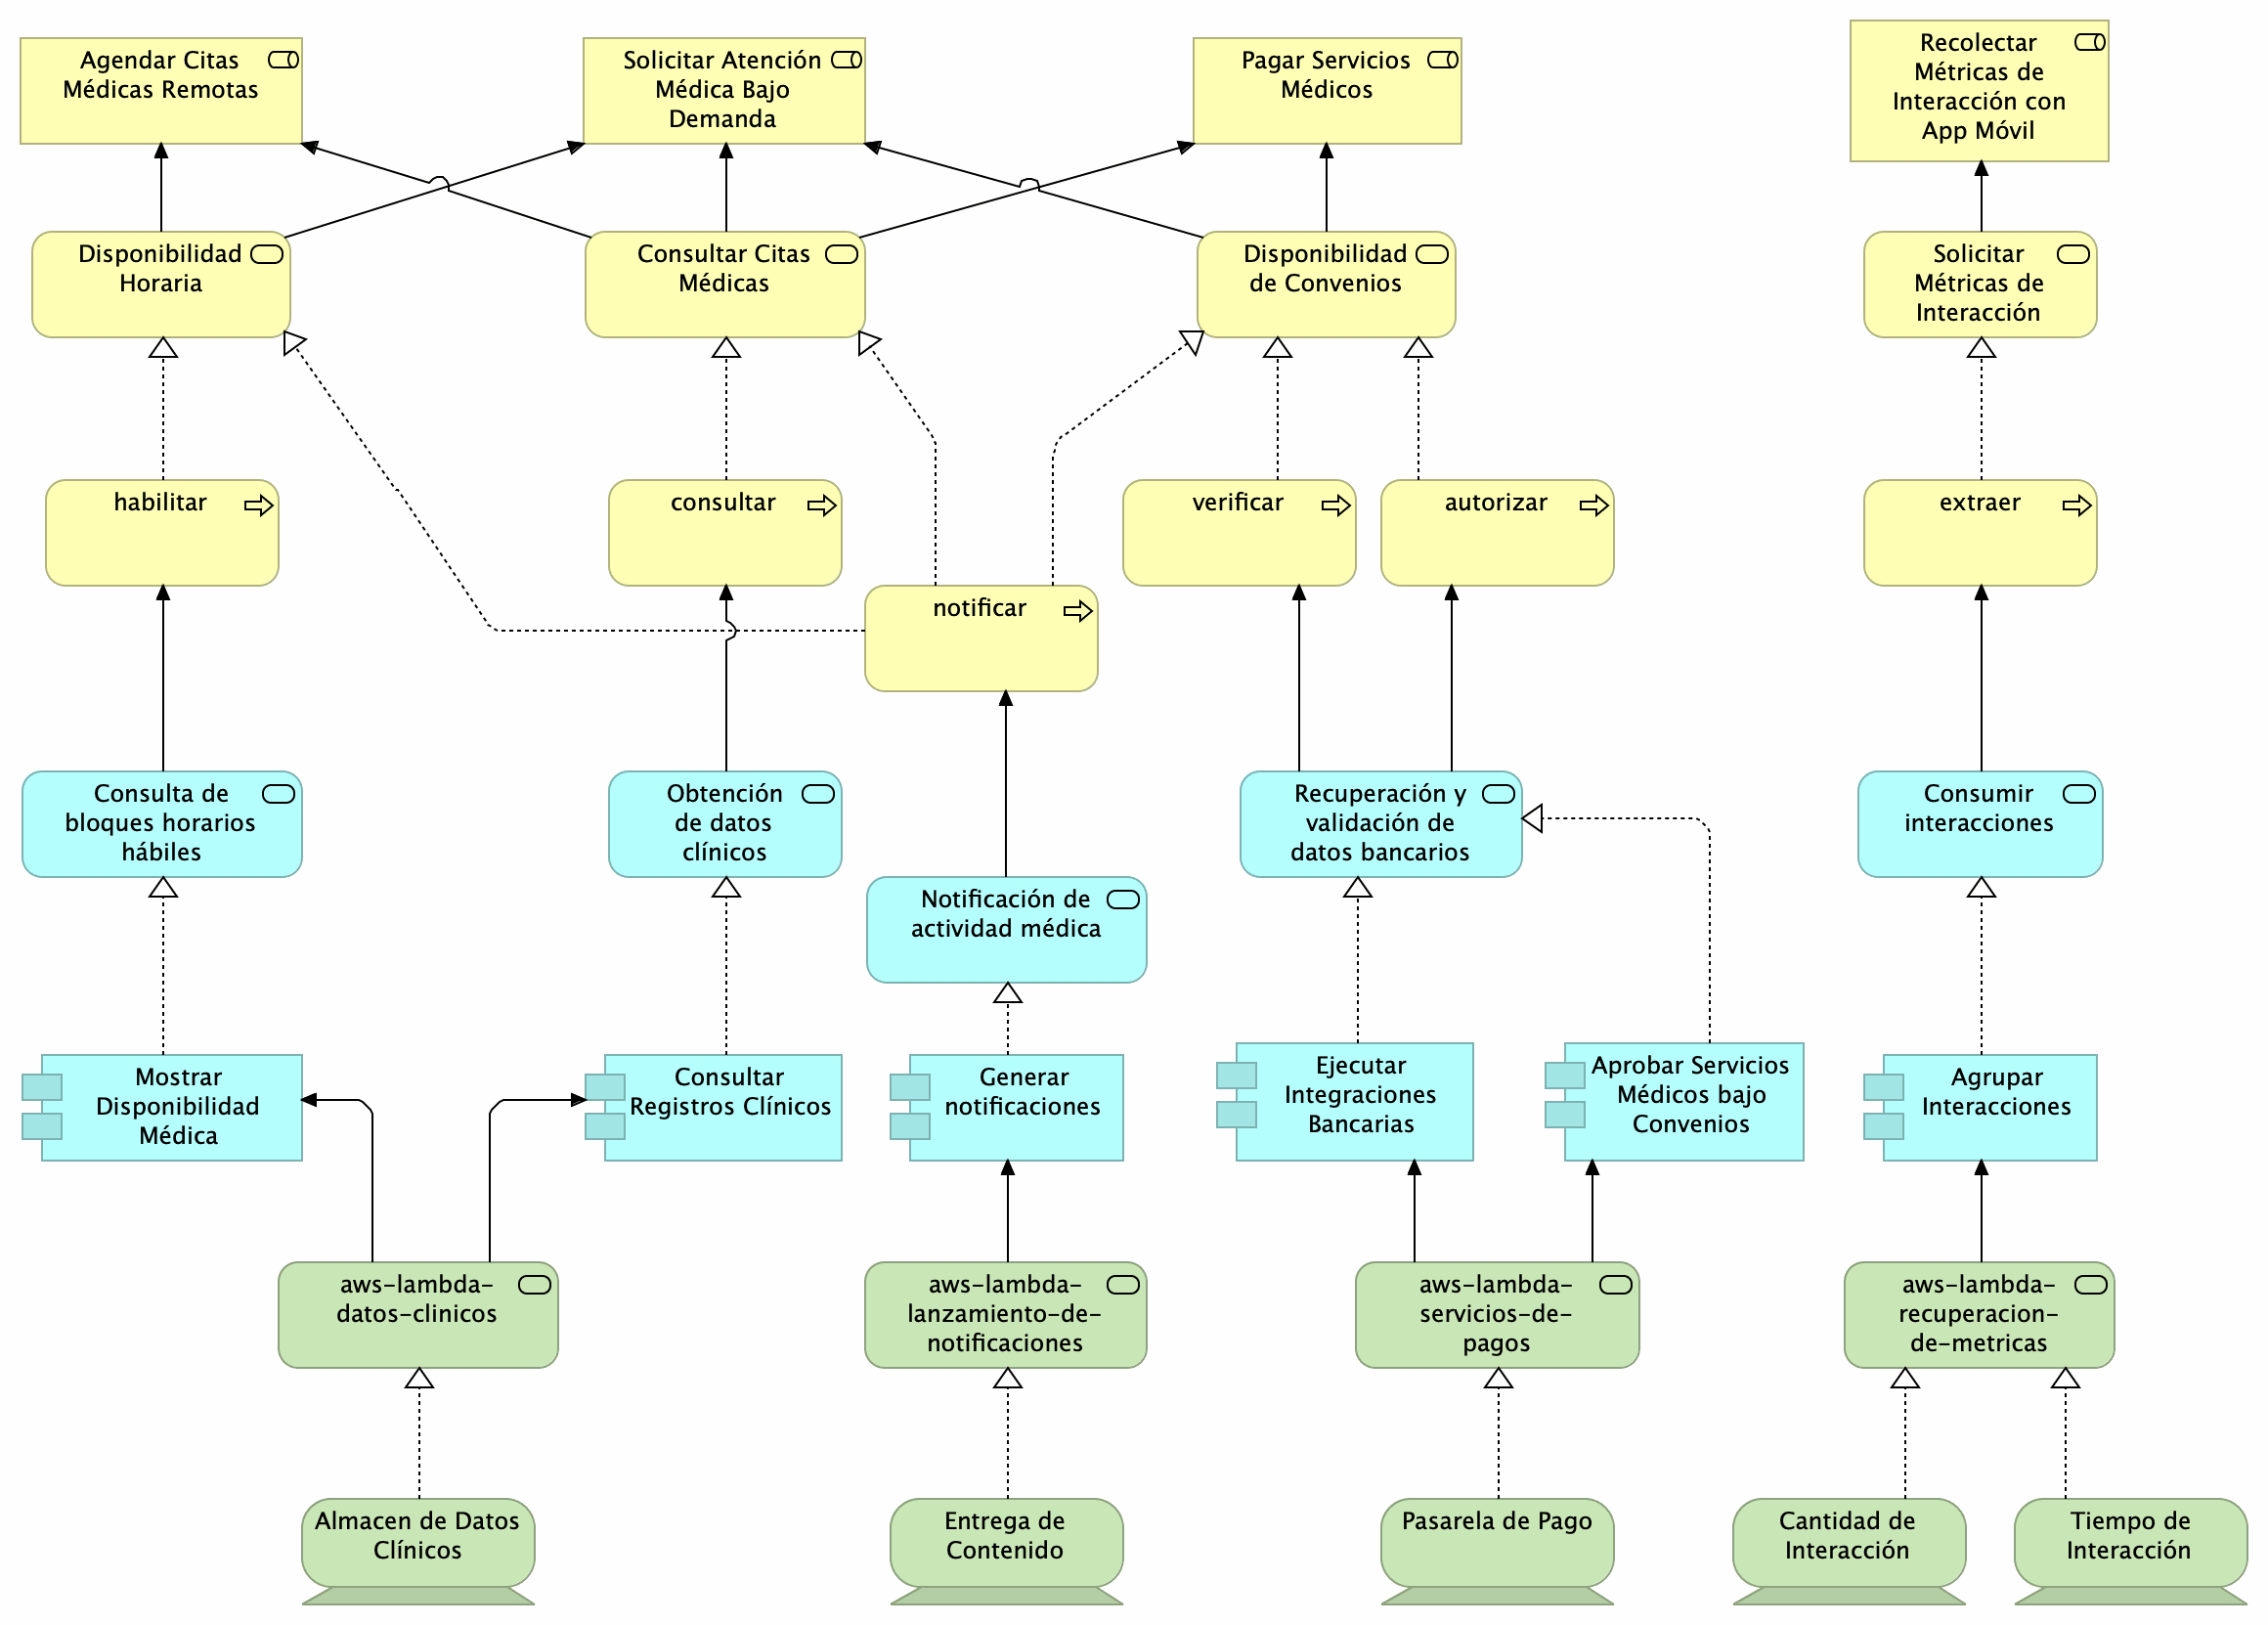 Agendar Citas
Médicas Remotas
Solicitar Atención
Médica Bajo
Demanda
Pagar Servicios
Médicos
Recolectar
Métricas de
Interacción con
App Móvil
Disponibilidad
Horaria
Consultar Citas
Médicas
Disponibilidad
de Convenios
Solicitar
Métricas de
Interacción
habilitar
consultar
verificar
autorizar
extraer
notificar
Consulta de
bloques horarios
hábiles
Obtención
de datos
clínicos
Recuperación y
validación de
datos bancarios
Consumir
interacciones
Notificación de
actividad médica
Mostrar
Disponibilidad
Médica
Consultar
Registros Clínicos
Generar
notificaciones
Ejecutar
Integraciones
Bancarias
Aprobar Servicios
Médicos bajo
Convenios
Agrupar
Interacciones
aws-lambda-
datos-clinicos
aws-lambda-
lanzamiento-de-
notificaciones
aws-lambda-
servicios-de-
pagos
aws-lambda-
recuperacion-
de-metricas
Almacen de Datos
Clínicos
Entrega de
Contenido
Pasarela de Pago
Cantidad de
Interacción
Tiempo de
Interacción